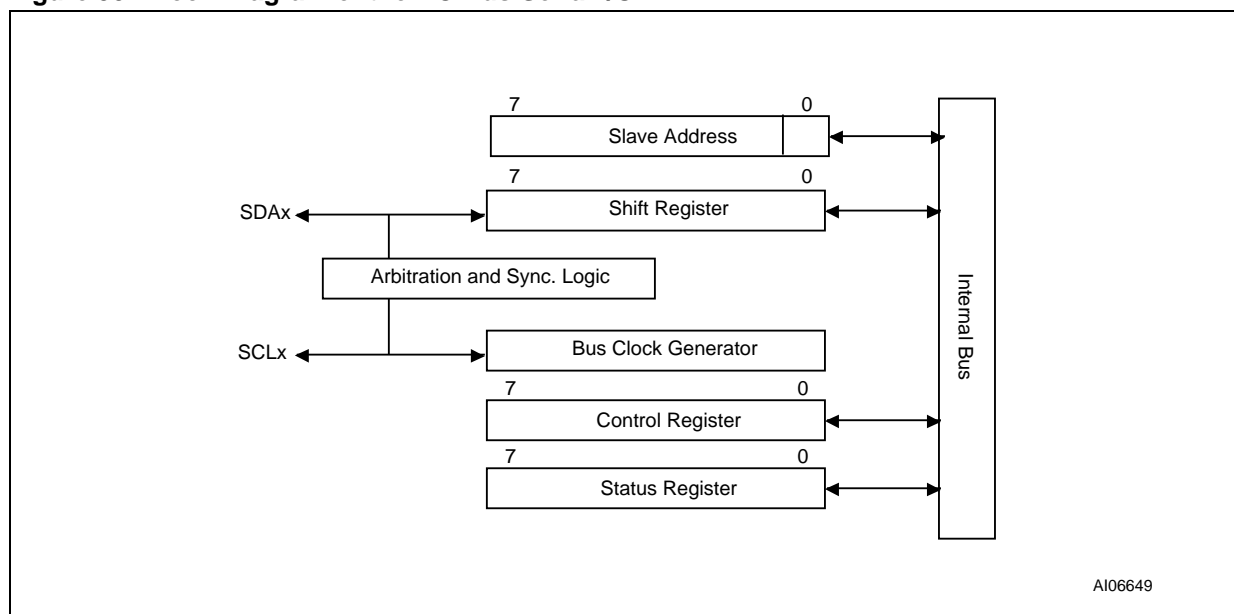 7 0
Slave Address
7 0
SDAx
Shift Register
Arbitration and Sync. Logic
Internal Bus
SCLx
Bus Clock Generator
7 0
Control Register
7 0
Status Register
AI06649